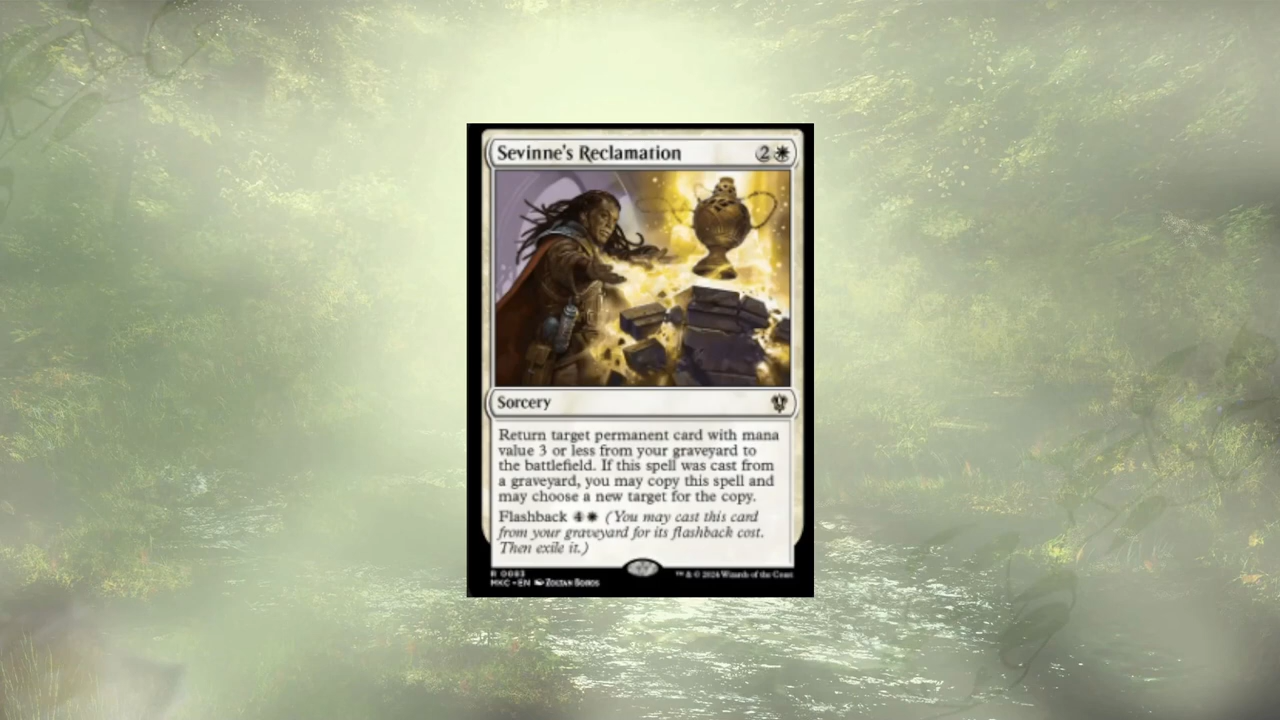 Sevinne's Reclamation 2
Sorcery
Return target permanent card with mana
value 3 or less from your graveyard to
the battlefield. If this spell was cast from
a graveyard, you may copy this spell and
may choose a new target for the copy.
Flashback 4 (You may cast this card
from your graveyard for its flashback cost.
Then exile it.)
R 0083
MKC • EN Zoltan Boros
™ & © 2024 Wizards of the Coast